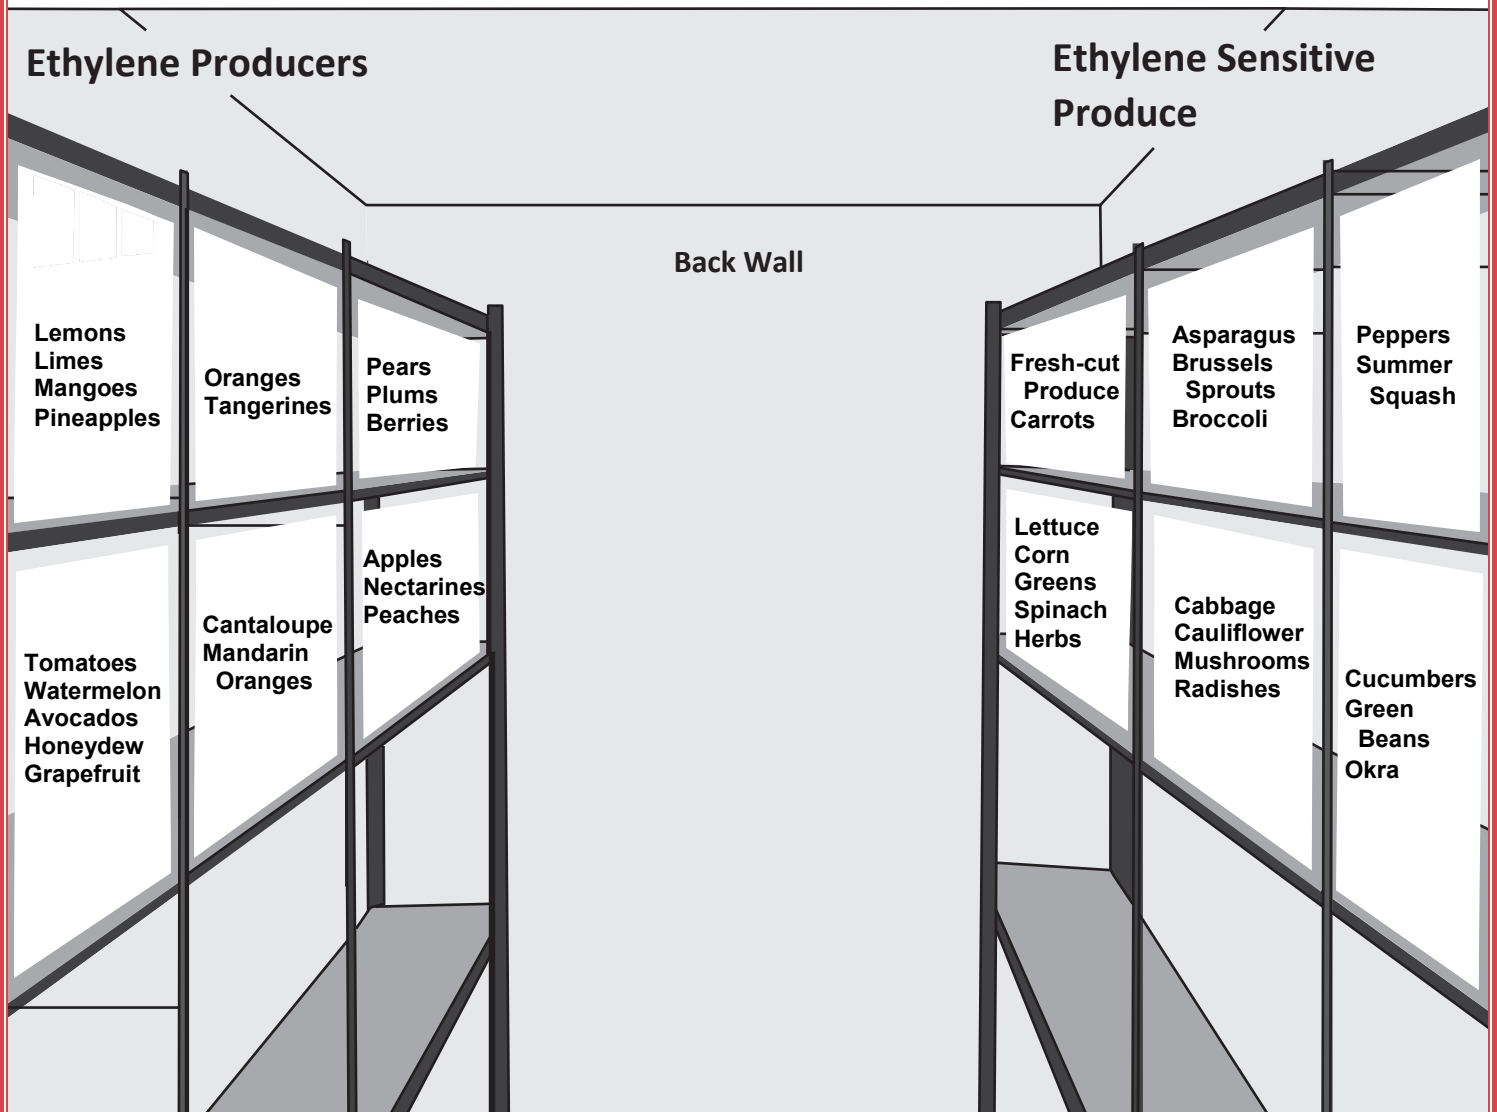 Ethylene Producers
Ethylene Sensitive
Produce
Back Wall
Lemons
Limes
Mangoes
Pineapples
Oranges
Tangerines
Pears
Plums
Berries
Fresh-cut
Produce
Carrots
Asparagus
Brussels
Sprouts
Broccoli
Peppers
Summer
Squash
Tomatoes
Watermelon
Avocados
Honeydew
Grapefruit
Cantaloupe
Mandarin
Oranges
Apples
Nectarines
Peaches
Lettuce
Corn
Greens
Spinach
Herbs
Cabbage
Cauliflower
Mushrooms
Radishes
Cucumbers
Green
Beans
Okra